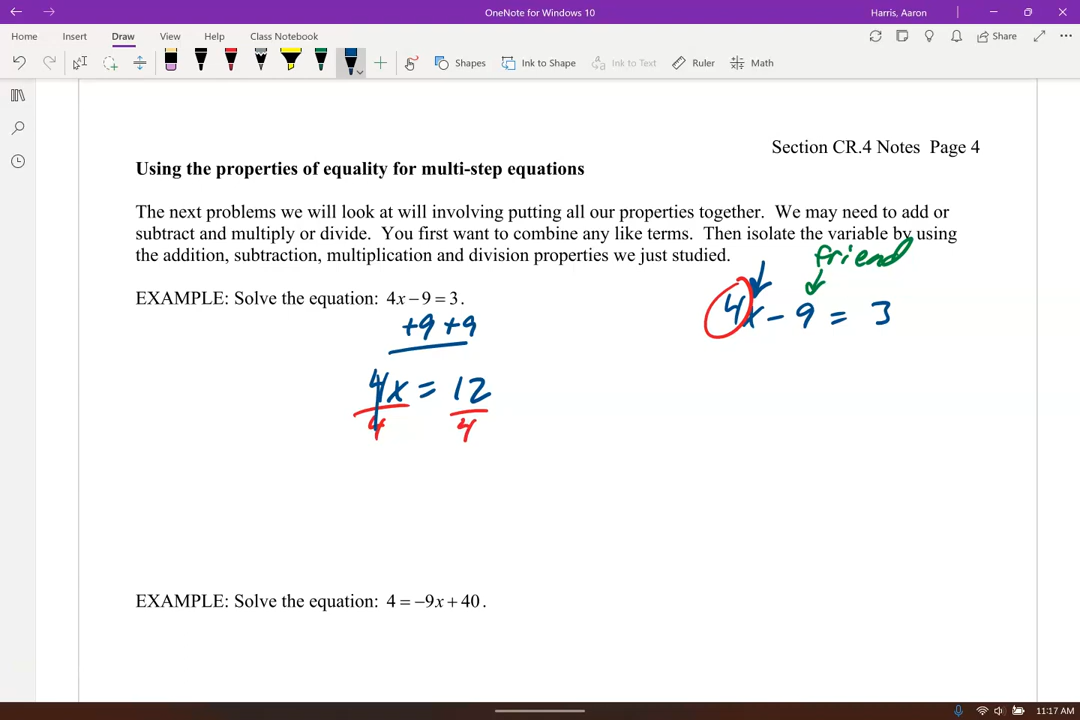 OneNote for Windows 10
Harris, Aaron
Home Insert Draw View Help Class Notebook
Share
Shapes Ink to Shape Ink to Text Ruler Math
Section CR.4 Notes Page 4
Using the properties of equality for multi-step equations
The next problems we will look at will involving putting all our properties together. We may need to add or
subtract and multiply or divide. You first want to combine any like terms. Then isolate the variable by using
the addition, subtraction, multiplication and division properties we just studied.
friend
EXAMPLE: Solve the equation: 4x − 9 = 3.
4x − 9 = 3
+9 +9
4x = 12
4 4
EXAMPLE: Solve the equation: 4 = −9x + 40.
11:17 AM